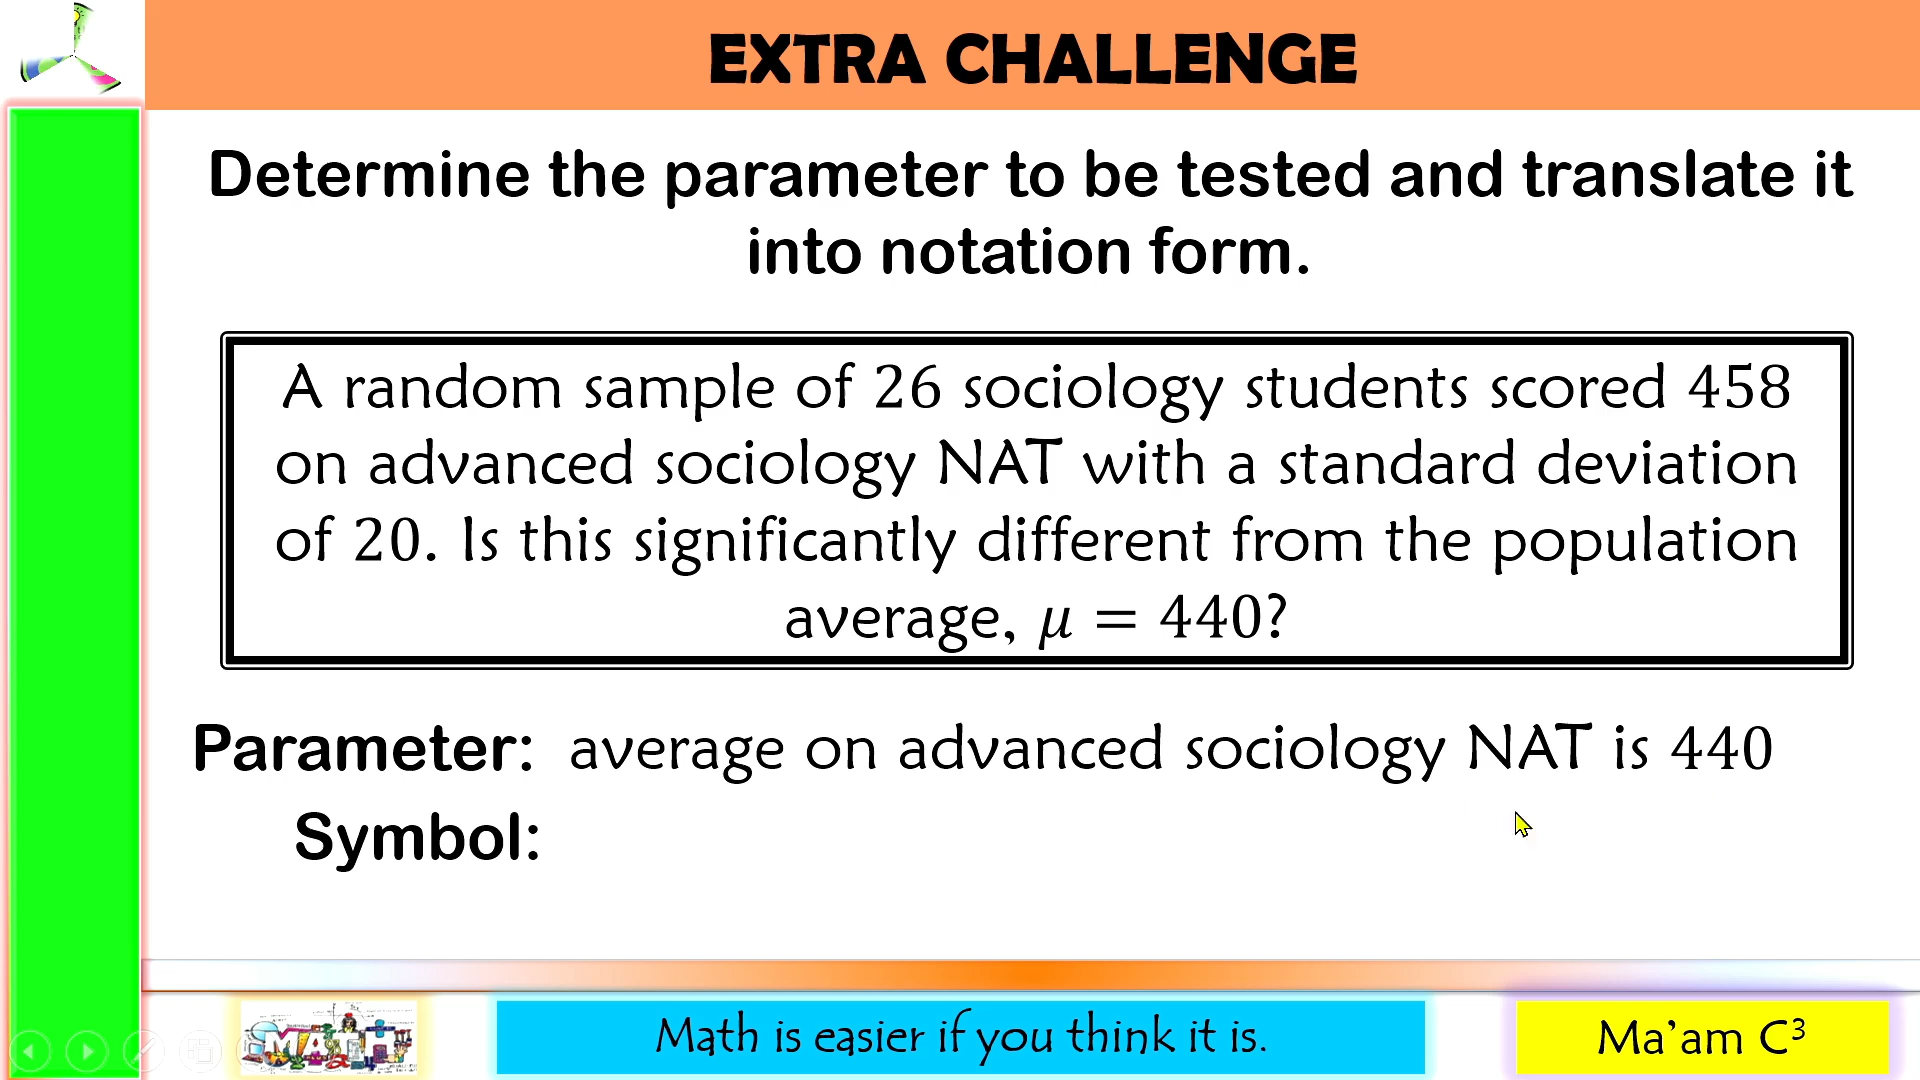 EXTRA CHALLENGE
Determine the parameter to be tested and translate it
into notation form.
A random sample of 26 sociology students scored 458
on advanced sociology NAT with a standard deviation
of 20. Is this significantly different from the population
average, μ = 440?
Parameter: average on advanced sociology NAT is 440
Symbol:
MATH
Math is easier if you think it is.
Ma’am C³